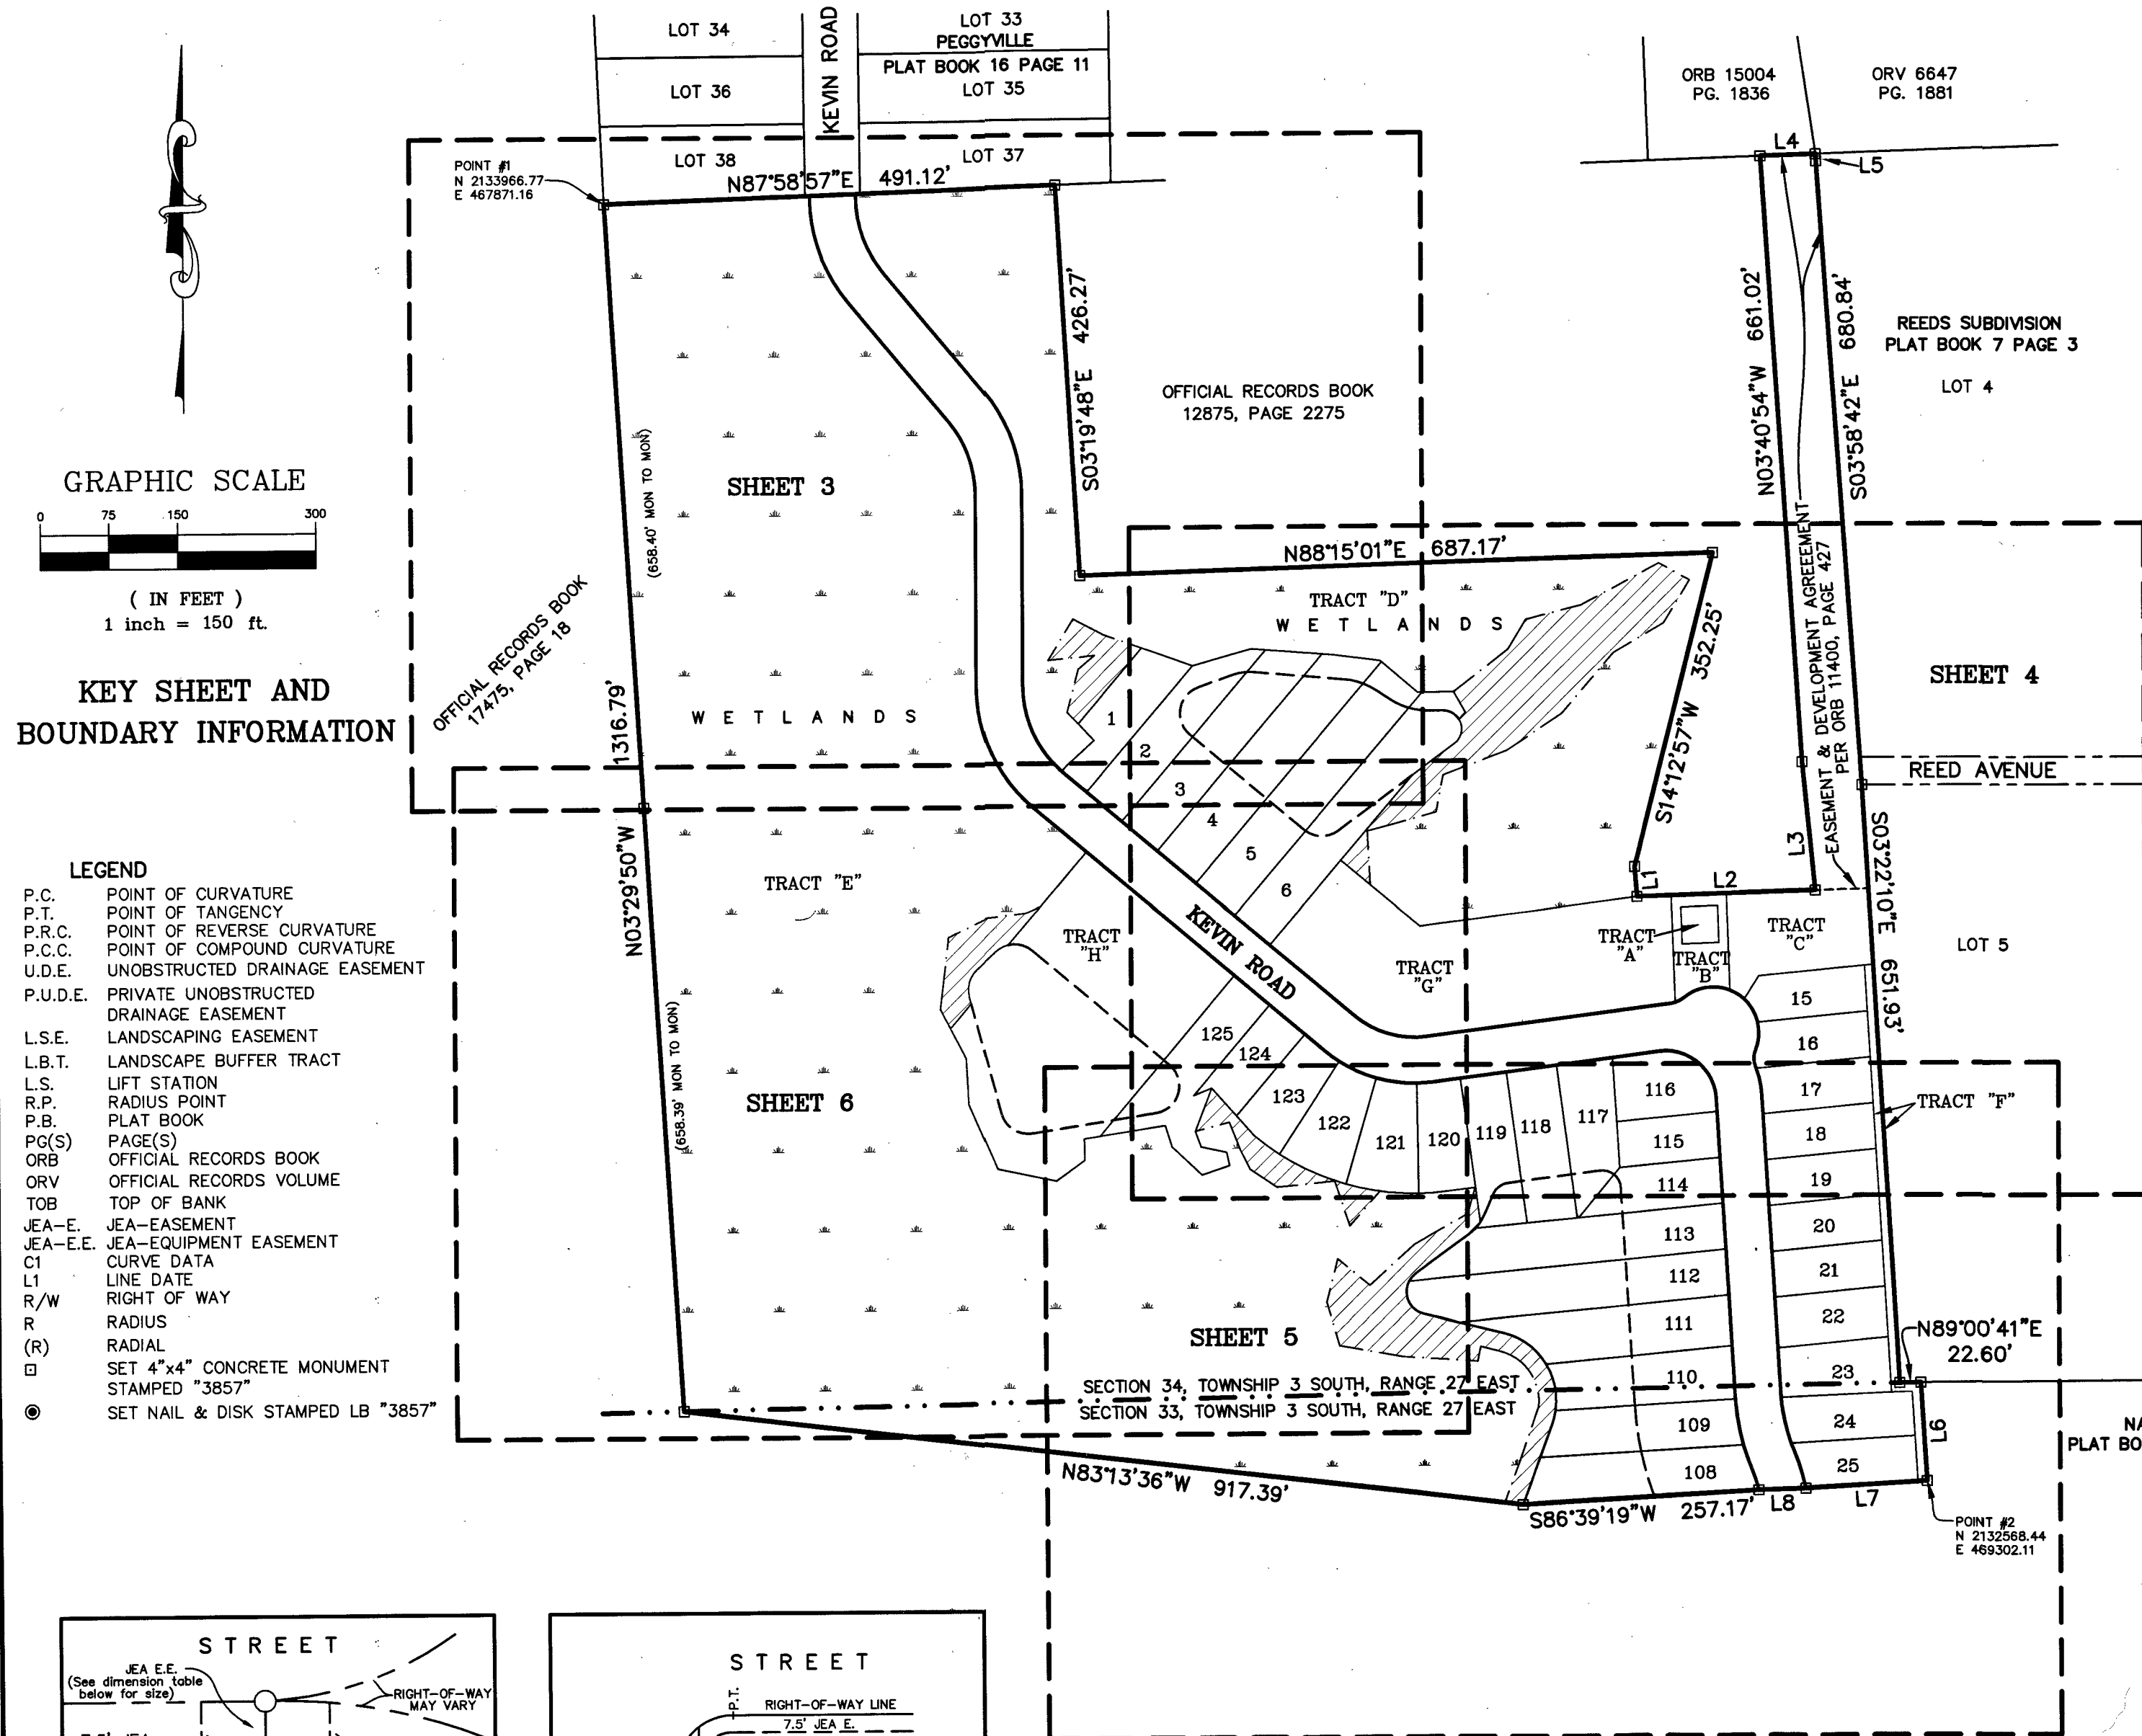 LOT 34
KEVIN ROAD
LOT 33
PEGGYVILLE
PLAT BOOK 16 PAGE 11
LOT 36
LOT 35
LOT 38
LOT 37
ORB 15004
PG. 1836
ORV 6647
PG. 1881
POINT #1
N 2133966.77
E 467871.16
N87°58'57"E 491.12'
L4
L5
S03°19'48"E 426.27'
N03°40'54"W 661.02'
S03°58'42"E 680.84'
REEDS SUBDIVISION
PLAT BOOK 7 PAGE 3
LOT 4
OFFICIAL RECORDS BOOK
12875, PAGE 2275
GRAPHIC SCALE
0 75 150 300
( IN FEET )
1 inch = 150 ft.
KEY SHEET AND
BOUNDARY INFORMATION
OFFICIAL RECORDS BOOK
17475, PAGE 18
(658.40' MON TO MON)
SHEET 3
N88°15'01"E 687.17'
TRACT "D"
WETLANDS
S14°12'57"W 352.25'
EASEMENT & DEVELOPMENT AGREEEMENT
PER ORB 11400, PAGE 427
SHEET 4
REED AVENUE
1316.79'
WETLANDS
1
2
3
4
5
6
N03°29'50"W
TRACT "E"
L3
L1
L2
S03°22'10"E 651.93'
LOT 5
TRACT
"H"
KEVIN ROAD
TRACT
"G"
TRACT
"A"
TRACT
"B"
TRACT
"C"
15
16
17
18
19
20
21
22
23
24
25
TRACT "F"
125
124
123
122
121
120
119
118
117
116
115
114
113
112
111
110
109
108
(658.39' MON TO MON)
SHEET 6
SHEET 5
SECTION 34, TOWNSHIP 3 SOUTH, RANGE 27 EAST
SECTION 33, TOWNSHIP 3 SOUTH, RANGE 27 EAST
N89°00'41"E
22.60'
L6
NA
PLAT BO
N83°13'36"W 917.39'
S86°39'19"W 257.17'
L8
L7
POINT #2
N 2132568.44
E 469302.11
LEGEND
P.C. POINT OF CURVATURE
P.T. POINT OF TANGENCY
P.R.C. POINT OF REVERSE CURVATURE
P.C.C. POINT OF COMPOUND CURVATURE
U.D.E. UNOBSTRUCTED DRAINAGE EASEMENT
P.U.D.E. PRIVATE UNOBSTRUCTED
DRAINAGE EASEMENT
L.S.E. LANDSCAPING EASEMENT
L.B.T. LANDSCAPE BUFFER TRACT
L.S. LIFT STATION
R.P. RADIUS POINT
P.B. PLAT BOOK
PG(S) PAGE(S)
ORB OFFICIAL RECORDS BOOK
ORV OFFICIAL RECORDS VOLUME
TOB TOP OF BANK
JEA-E. JEA-EASEMENT
JEA-E.E. JEA-EQUIPMENT EASEMENT
C1 CURVE DATA
L1 LINE DATE
R/W RIGHT OF WAY
R RADIUS
(R) RADIAL
SET 4"x4" CONCRETE MONUMENT
STAMPED "3857"
SET NAIL & DISK STAMPED LB "3857"
STREET
JEA E.E.
(See dimension table
below for size)
RIGHT-OF-WAY
MAY VARY
STREET
P.T.
RIGHT-OF-WAY LINE
7.5' JEA E.